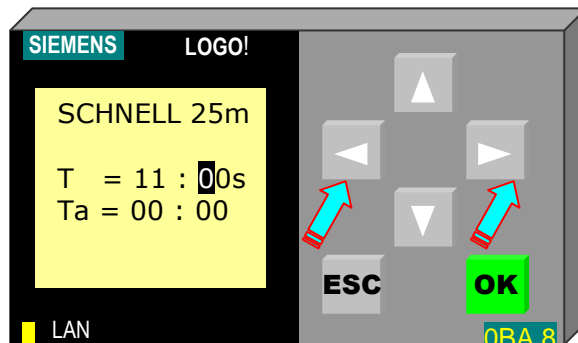 SIEMENS LOGO!
SCHNELL 25m
T = 11 : 00s
Ta = 00 : 00
ESC OK
LAN
0BA 8